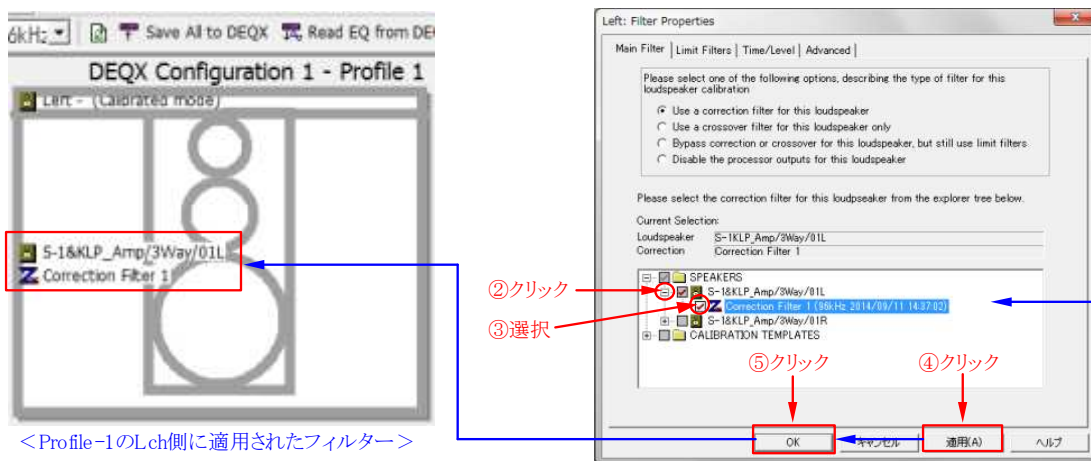 6kHz Save All to DEQX Read EQ from DE
DEQX Configuration 1 - Profile 1
Left - (Calibrated mode)
S-1&KLP_Amp/3Way/01L
Correction Filter 1
<Profile-1のLch側に適用されたフィルター>
Left: Filter Properties
Main Filter Limit Filters Time/Level Advanced
Please select one of the following options, describing the type of filter for this
loudspeaker calibration
Use a correction filter for this loudspeaker
Use a crossover filter for this loudspeaker only
Bypass correction or crossover for this loudspeaker, but still use limit filters
Disable the processor outputs for this loudspeaker
Please select the correction filter for this loudpseaker from the explorer tree below.
Current Selection:
Loudspeaker S-1KLP_Amp/3Way/01L
Correction Correction Filter 1
SPEAKERS
②クリック
S-1&KLP_Amp/3Way/01L
Correction Filter 1 (96kHz 2014/09/11 14:37:02)
③選択
S-1&KLP_Amp/3Way/01R
CALIBRATION TEMPLATES
⑤クリック ④クリック
OK キャンセル 適用(A) ヘルプ